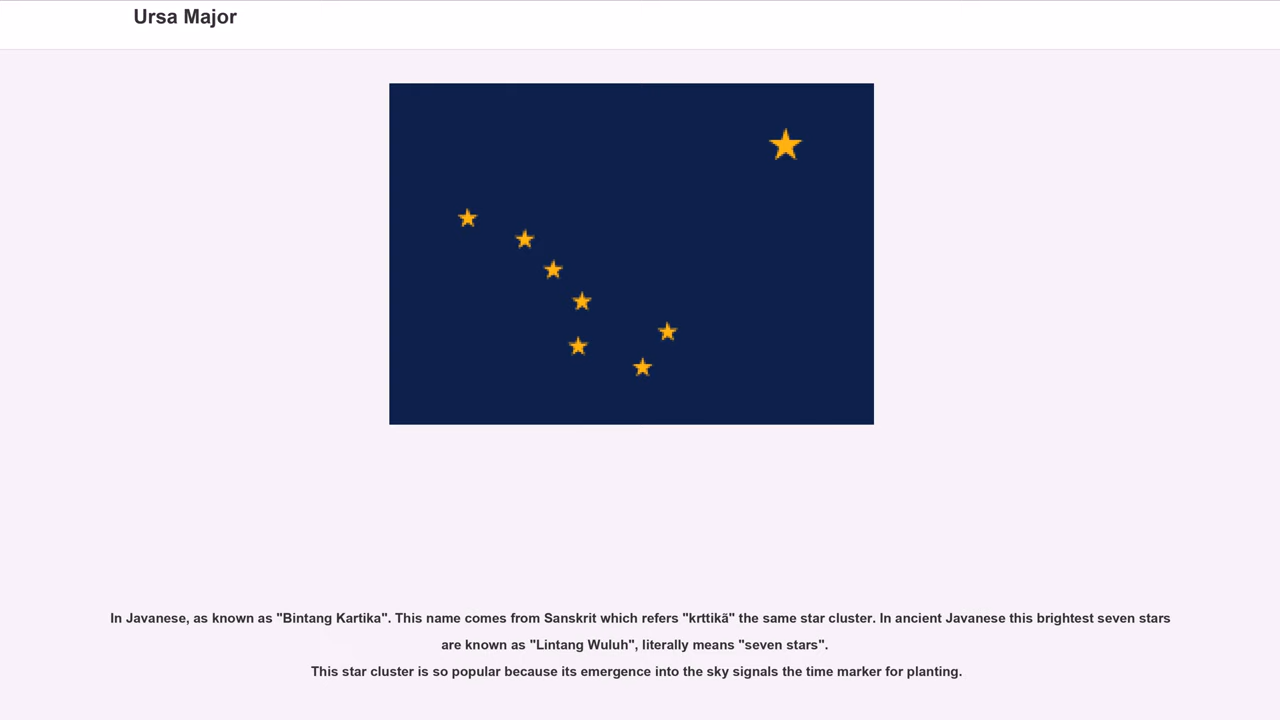 Ursa Major
In Javanese, as known as "Bintang Kartika". This name comes from Sanskrit which refers "krttikã" the same star cluster. In ancient Javanese this brightest seven stars
are known as "Lintang Wuluh", literally means "seven stars".
This star cluster is so popular because its emergence into the sky signals the time marker for planting.